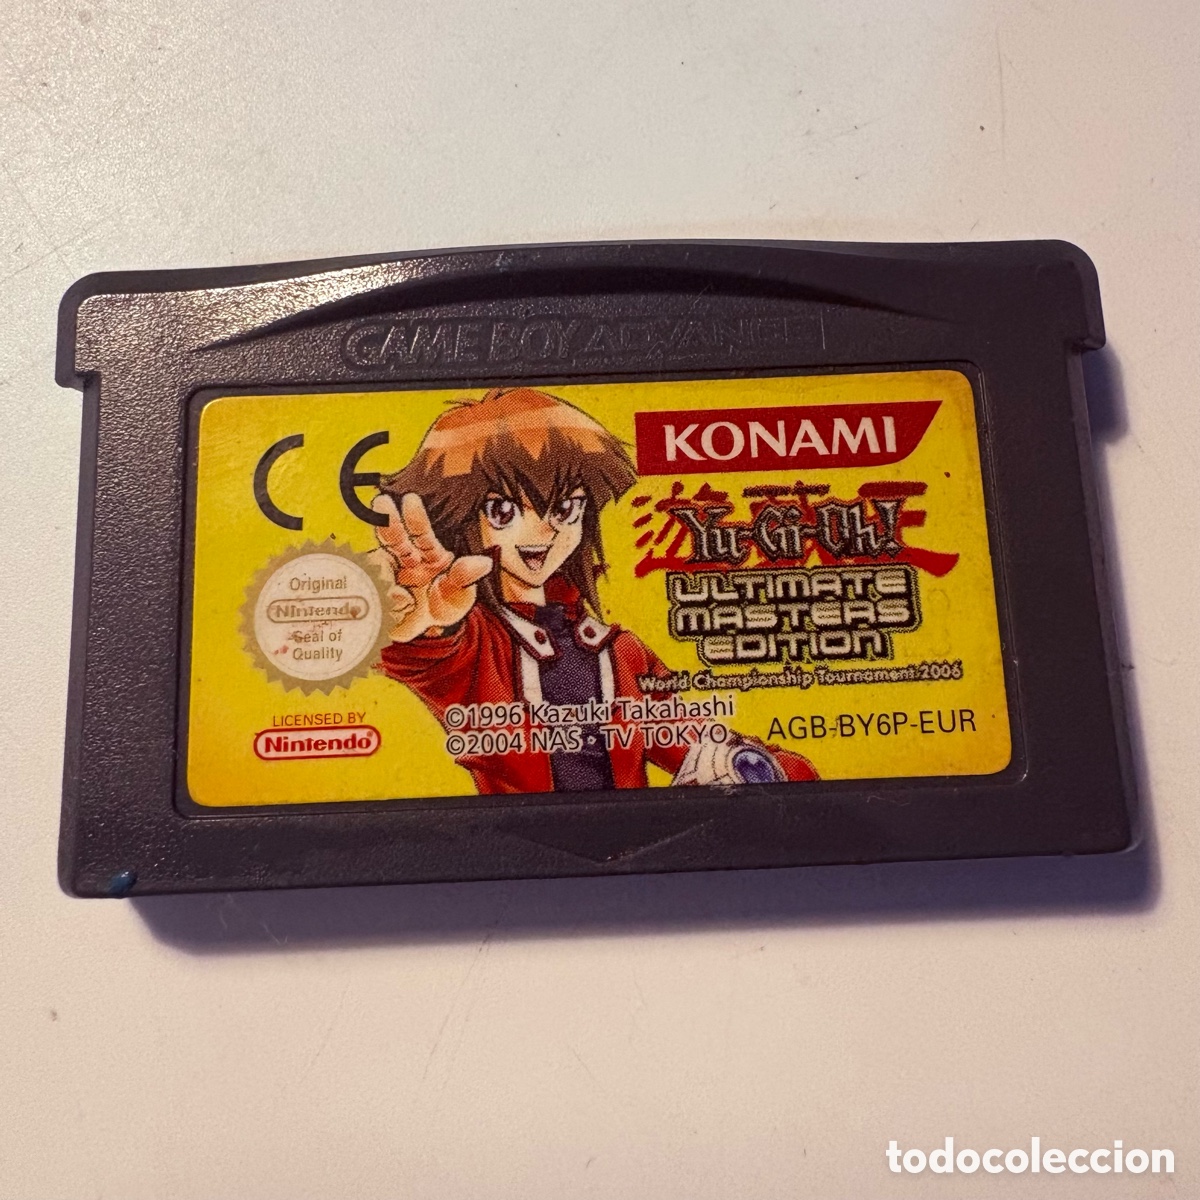 GAME BOY ADVANCE
CE
KONAMI
遊戯王
Yu-Gi-Oh!
ULTIMATE
MASTERS
EDITION
World Championship Tournament 2006
Original
Nintendo
Seal of
Quality
LICENSED BY
Nintendo
©1996 Kazuki Takahashi
©2004 NAS · TV TOKYO
AGB-BY6P-EUR
todocoleccion